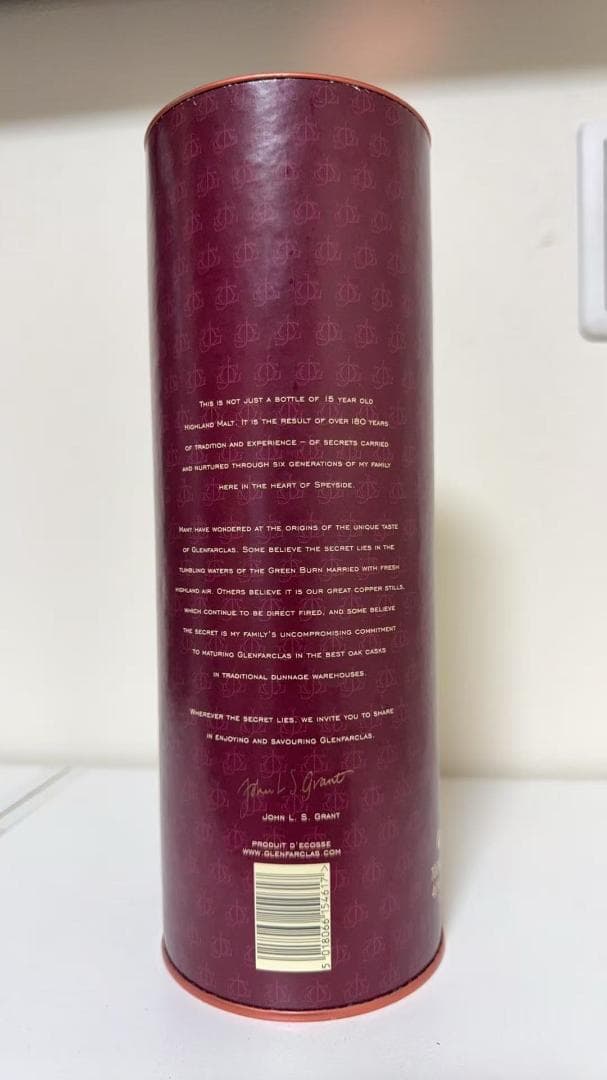 This is not just a bottle of 15 year old
Highland Malt. It is the result of over 180 years
of tradition and experience – of secrets carried
and nurtured through six generations of my family
here in the heart of Speyside.
Many have wondered at the origins of the unique taste
of Glenfarclas. Some believe the secret lies in the
tumbling waters of the Green Burn married with fresh
highland air. Others believe it is our great copper stills,
which continue to be direct fired, and some believe
the secret is my family's uncompromising commitment
to maturing Glenfarclas in the best oak casks
in traditional dunnage warehouses.
Wherever the secret lies, we invite you to share
in enjoying and savouring Glenfarclas.
John L S Grant
John L. S. Grant
PRODUIT D'ECOSSE
WWW.GLENFARCLAS.COM
5 018066 154617 >